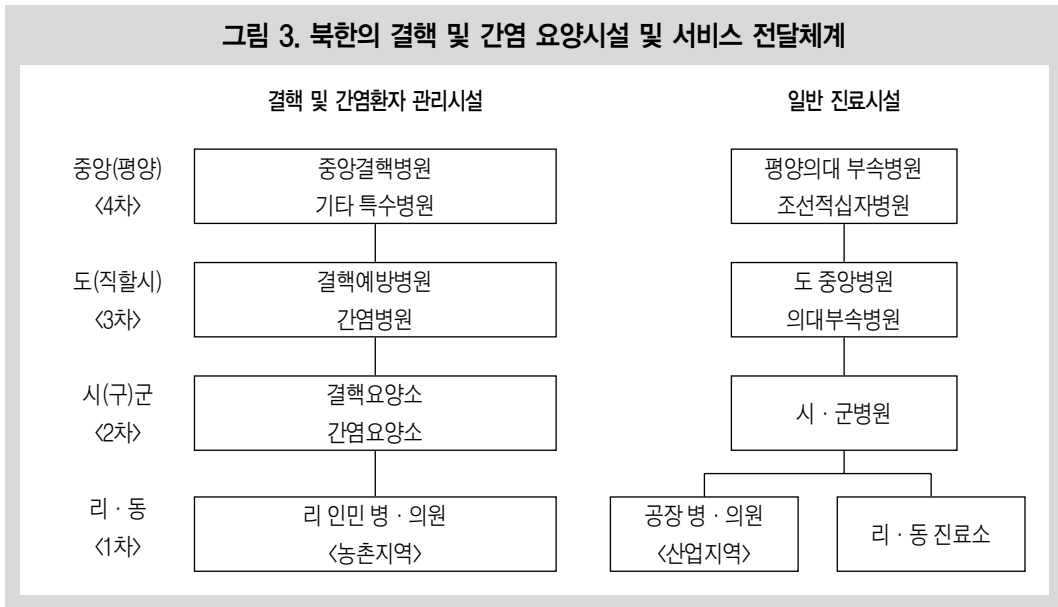 그림 3. 북한의 결핵 및 간염 요양시설 및 서비스 전달체계
결핵 및 간염환자 관리시설
일반 진료시설
중앙(평양)
〈4차〉
중앙결핵병원
기타 특수병원
평양의대 부속병원
조선적십자병원
도(직할시)
〈3차〉
결핵예방병원
간염병원
도 중앙병원
의대부속병원
시(구)군
〈2차〉
결핵요양소
간염요양소
시 · 군병원
리 · 동
〈1차〉
리 인민 병 · 의원
〈농촌지역〉
공장 병 · 의원
〈산업지역〉
리 · 동 진료소